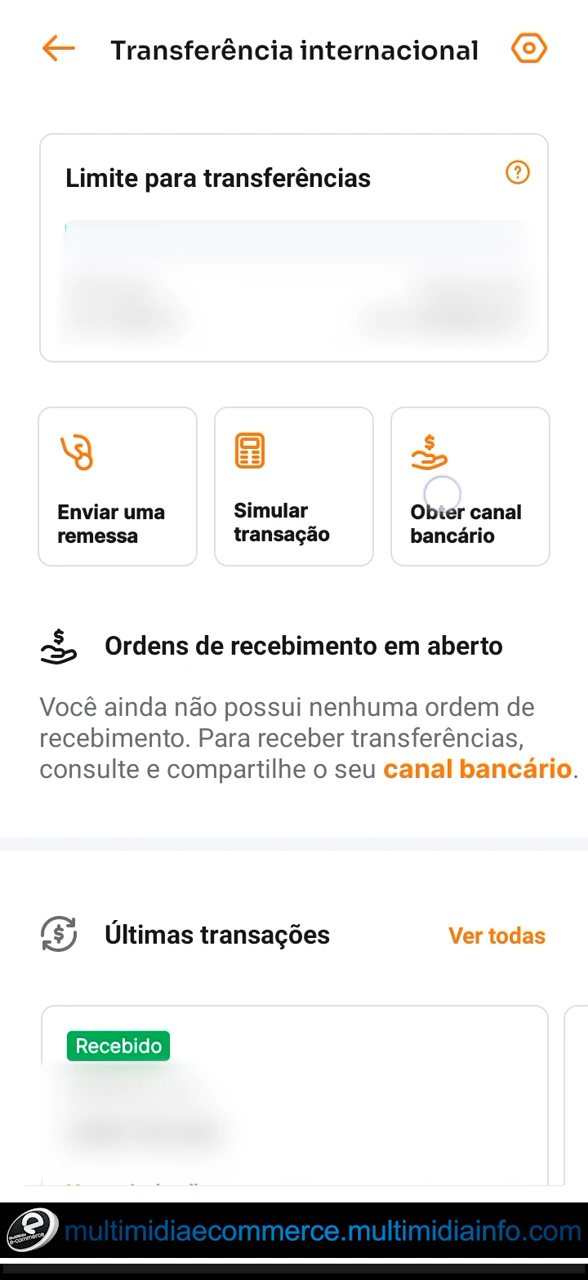 Transferência internacional
Limite para transferências
Enviar uma
remessa
Simular
transação
Obter canal
bancário
Ordens de recebimento em aberto
Você ainda não possui nenhuma ordem de
recebimento. Para receber transferências,
consulte e compartilhe o seu canal bancário.
Últimas transações
Ver todas
Recebido
multimidiaecommerce.multimidiainfo.com